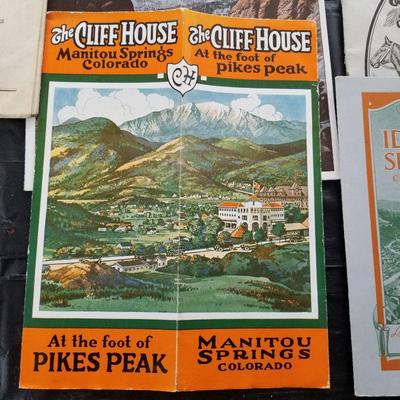 The CLIFF HOUSE
Manitou Springs
Colorado
The CLIFF HOUSE
At the foot of
pikes peak
CH
At the foot of
PIKES PEAK
MANITOU
SPRINGS
COLORADO